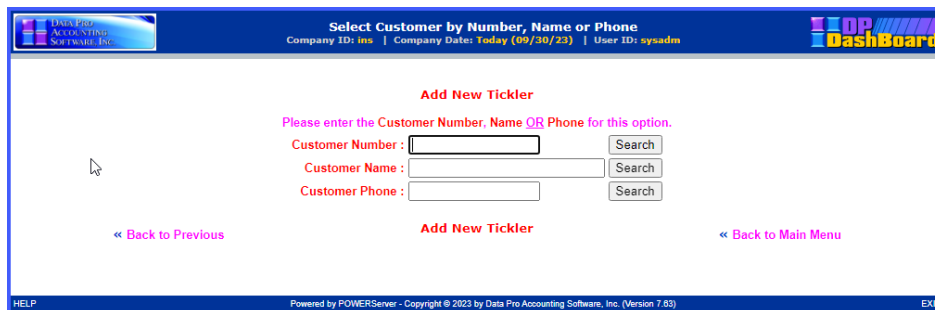 DATA PRO
ACCOUNTING
SOFTWARE, INC.
Select Customer by Number, Name or Phone
Company ID: ins | Company Date: Today (09/30/23) | User ID: sysadm
DP
DashBoard
Add New Tickler
Please enter the Customer Number, Name OR Phone for this option.
Customer Number : Search
Customer Name : Search
Customer Phone : Search
« Back to Previous
Add New Tickler
« Back to Main Menu
HELP
Powered by POWERServer - Copyright © 2023 by Data Pro Accounting Software, Inc. (Version 7.63)